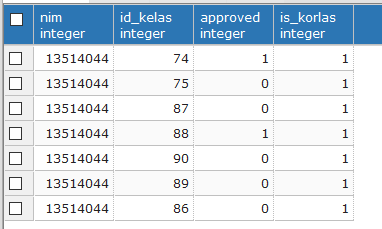 nim id_kelas approved is_korlas
integer integer integer integer
13514044 74 1 1
13514044 75 0 1
13514044 87 0 1
13514044 88 1 1
13514044 90 0 1
13514044 89 0 1
13514044 86 0 1